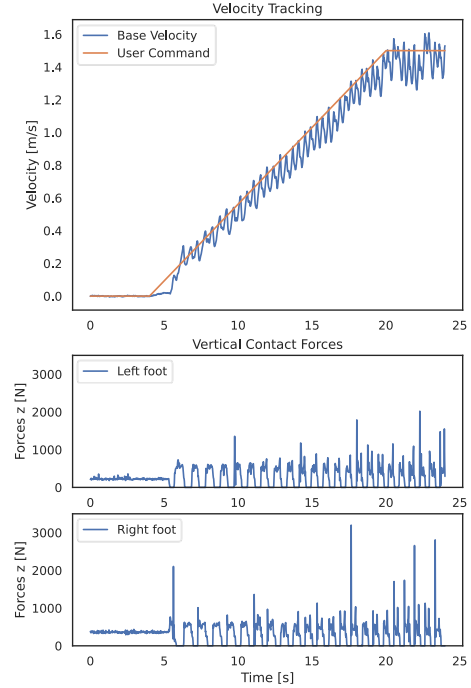 Velocity Tracking
Base Velocity
User Command
Velocity [m/s]
1.6
1.4
1.2
1.0
0.8
0.6
0.4
0.2
0.0
0 5 10 15 20 25
Vertical Contact Forces
Left foot
Forces z [N]
3000
2000
1000
0
0 5 10 15 20 25
Right foot
Forces z [N]
3000
2000
1000
0
0 5 10 15 20 25
Time [s]